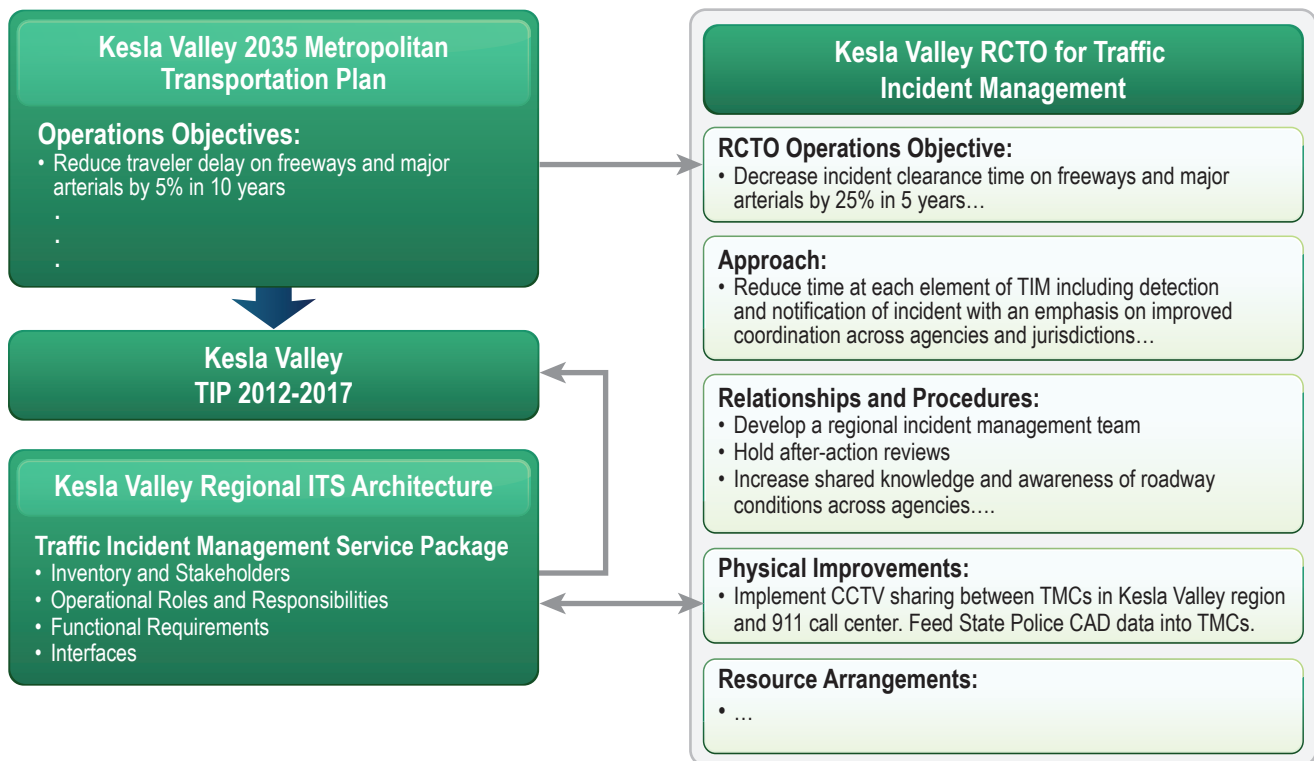 Kesla Valley 2035 Metropolitan
Transportation Plan
Operations Objectives:
• Reduce traveler delay on freeways and major
arterials by 5% in 10 years
.
.
.
Kesla Valley
TIP 2012-2017
Kesla Valley Regional ITS Architecture
Traffic Incident Management Service Package
• Inventory and Stakeholders
• Operational Roles and Responsibilities
• Functional Requirements
• Interfaces
Kesla Valley RCTO for Traffic
Incident Management
RCTO Operations Objective:
• Decrease incident clearance time on freeways and major
arterials by 25% in 5 years…
Approach:
• Reduce time at each element of TIM including detection
and notification of incident with an emphasis on improved
coordination across agencies and jurisdictions…
Relationships and Procedures:
• Develop a regional incident management team
• Hold after-action reviews
• Increase shared knowledge and awareness of roadway
conditions across agencies….
Physical Improvements:
• Implement CCTV sharing between TMCs in Kesla Valley region
and 911 call center. Feed State Police CAD data into TMCs.
Resource Arrangements:
• …